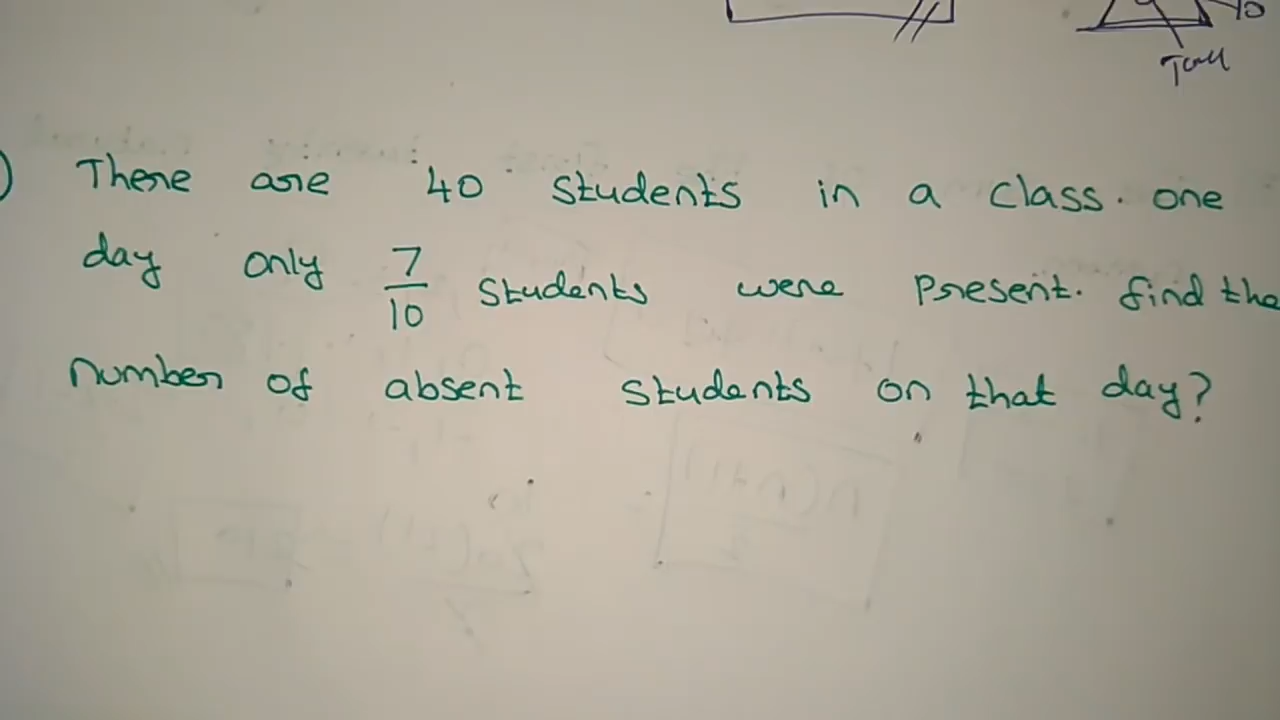 10
) There are 40 students in a class. one
day only 7/10 students were present. find the
number of absent students on that day?